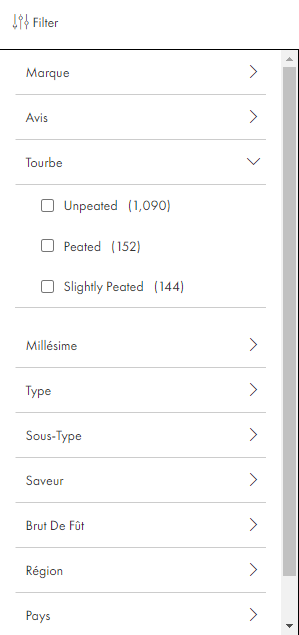 Filter
Marque
Avis
Tourbe
Unpeated (1,090)
Peated (152)
Slightly Peated (144)
Millésime
Type
Sous-Type
Saveur
Brut De Fût
Région
Pays